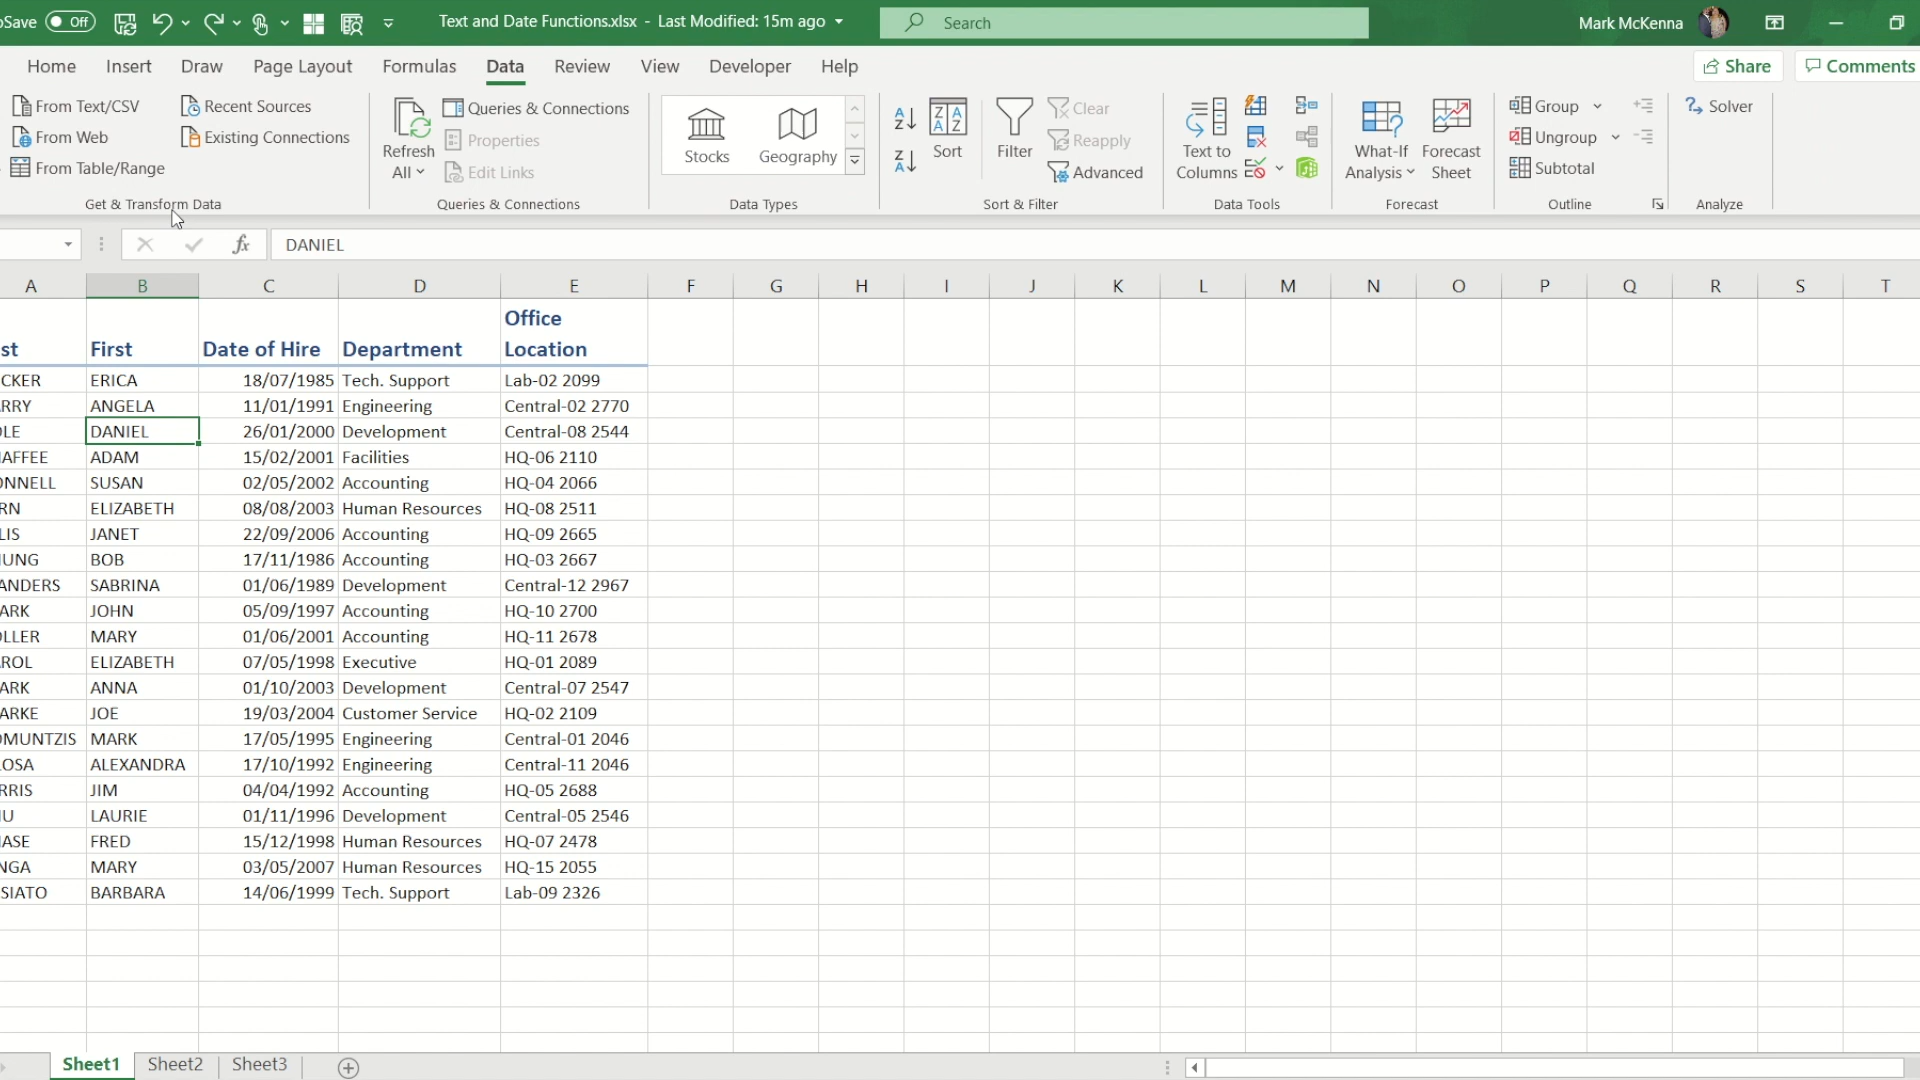 Save Off Text and Date Functions.xlsx - Last Modified: 15m ago Search Mark McKenna
Home Insert Draw Page Layout Formulas Data Review View Developer Help Share Comments
From Text/CSV Recent Sources
From Web Existing Connections
From Table/Range
Get & Transform Data
Refresh
All
Queries & Connections
Properties
Edit Links
Queries & Connections
Stocks Geography
Data Types
Sort
Filter
Clear
Reapply
Advanced
Sort & Filter
Text to
Columns
Data Tools
What-If
Analysis
Forecast
Sheet
Forecast
Group
Ungroup
Subtotal
Outline
Solver
Analyze
fx DANIEL
A B C D E F G H I J K L M N O P Q R S T
st First Date of Hire Department Office
Location
CKER ERICA 18/07/1985 Tech. Support Lab-02 2099
RRY ANGELA 11/01/1991 Engineering Central-02 2770
OLE DANIEL 26/01/2000 Development Central-08 2544
AFFEE ADAM 15/02/2001 Facilities HQ-06 2110
ONNELL SUSAN 02/05/2002 Accounting HQ-04 2066
RN ELIZABETH 08/08/2003 Human Resources HQ-08 2511
LIS JANET 22/09/2006 Accounting HQ-09 2665
UNG BOB 17/11/1986 Accounting HQ-03 2667
ANDERS SABRINA 01/06/1989 Development Central-12 2967
ARK JOHN 05/09/1997 Accounting HQ-10 2700
OLLER MARY 01/06/2001 Accounting HQ-11 2678
ROL ELIZABETH 07/05/1998 Executive HQ-01 2089
ARK ANNA 01/10/2003 Development Central-07 2547
ARKE JOE 19/03/2004 Customer Service HQ-02 2109
OMUNTZIS MARK 17/05/1995 Engineering Central-01 2046
LOSA ALEXANDRA 17/10/1992 Engineering Central-11 2046
RRIS JIM 04/04/1992 Accounting HQ-05 2688
U LAURIE 01/11/1996 Development Central-05 2546
ASE FRED 15/12/1998 Human Resources HQ-07 2478
NGA MARY 03/05/2007 Human Resources HQ-15 2055
SIATO BARBARA 14/06/1999 Tech. Support Lab-09 2326
Sheet1 Sheet2 Sheet3